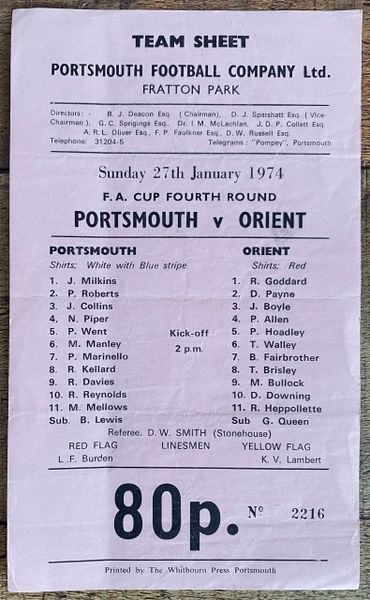 TEAM SHEET
PORTSMOUTH FOOTBALL COMPANY Ltd.
FRATTON PARK
Directors: - B. J. Deacon Esq. (Chairman), D. J. Sparshatt Esq. (Vice-
Chairman), G. C. Sprigings Esq. Dr. I. M. McLachlan, J. D. P. Collett Esq.
A. R. L. Oliver Esq., F. P. Faulkner Esq., D. W. Russell Esq.
Telephone: 31204-5 Telegrams: "Pompey", Portsmouth
Sunday 27th January 1974
F. A. CUP FOURTH ROUND
PORTSMOUTH v ORIENT
PORTSMOUTH ORIENT
Shirts; White with Blue stripe Shirts; Red
1. J. Milkins 1. R. Goddard
2. P. Roberts 2. D. Payne
3. J. Collins 3. J. Boyle
4. N. Piper 4. P. Allen
5. P. Went Kick-off 5. P. Hoadley
6. M. Manley 2 p.m. 6. T. Walley
7. P. Marinello 7. B. Fairbrother
8. R. Kellard 8. T. Brisley
9. R. Davies 9. M. Bullock
10. R. Reynolds 10. D. Downing
11. M. Mellows 11. R. Heppollette
Sub. B. Lewis Sub G. Queen
Referee. D. W. SMITH (Stonehouse)
RED FLAG LINESMEN YELLOW FLAG
L .F. Burden K. V. Lambert
80p. Nº 2216
Printed by The Whitbourn Press Portsmouth